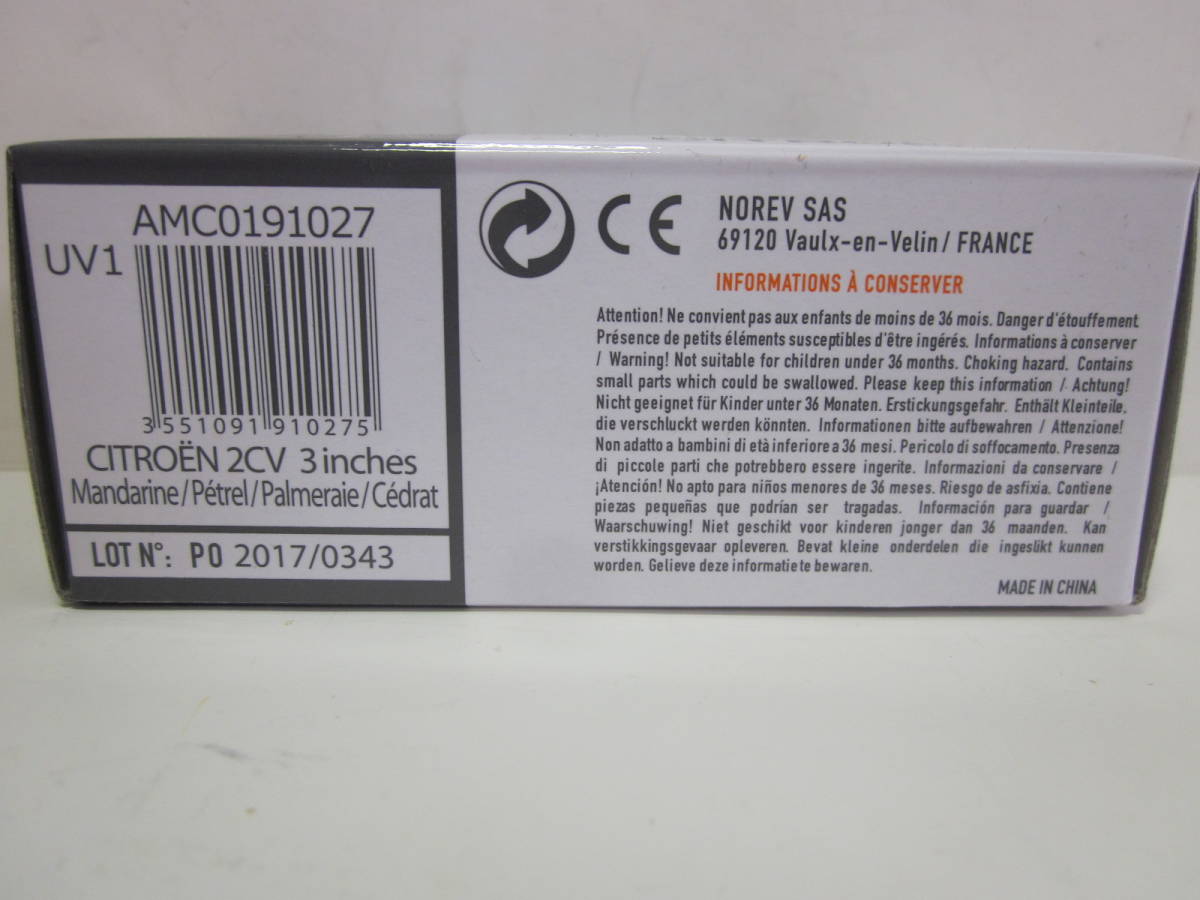 AMC0191027
UV1
3 551091 910275
CITROËN 2CV 3 inches
Mandarine/Pétrel/Palmeraie/Cédrat
LOT N°: PO 2017/0343
CE
NOREV SAS
69120 Vaulx-en-Velin / FRANCE
INFORMATIONS À CONSERVER
Attention! Ne convient pas aux enfants de moins de 36 mois. Danger d'étouffement.
Présence de petits éléments susceptibles d'être ingérés. Informations à conserver
/ Warning! Not suitable for children under 36 months. Choking hazard. Contains
small parts which could be swallowed. Please keep this information / Achtung!
Nicht geeignet für Kinder unter 36 Monaten. Erstickungsgefahr. Enthält Kleinteile,
die verschluckt werden könnten. Informationen bitte aufbewahren / Attenzione!
Non adatto a bambini di età inferiore a 36 mesi. Pericolo di soffocamento. Presenza
di piccole parti che potrebbero essere ingerite. Informazioni da conservare /
¡Atención! No apto para niños menores de 36 meses. Riesgo de asfixia. Contiene
piezas pequeñas que podrían ser tragadas. Información para guardar /
Waarschuwing! Niet geschikt voor kinderen jonger dan 36 maanden. Kan
verstikkingsgevaar opleveren. Bevat kleine onderdelen die ingeslikt kunnen
worden. Gelieve deze informatie te bewaren.
MADE IN CHINA